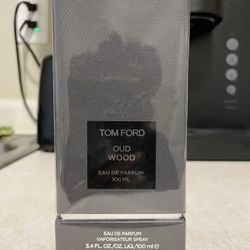 TOM FORD
OUD
WOOD
EAU DE PARFUM
100 ML
EAU DE PARFUM
VAPORISATEUR SPRAY
3.4 FL. OZ./OZ. LIQ./100 ml ℮